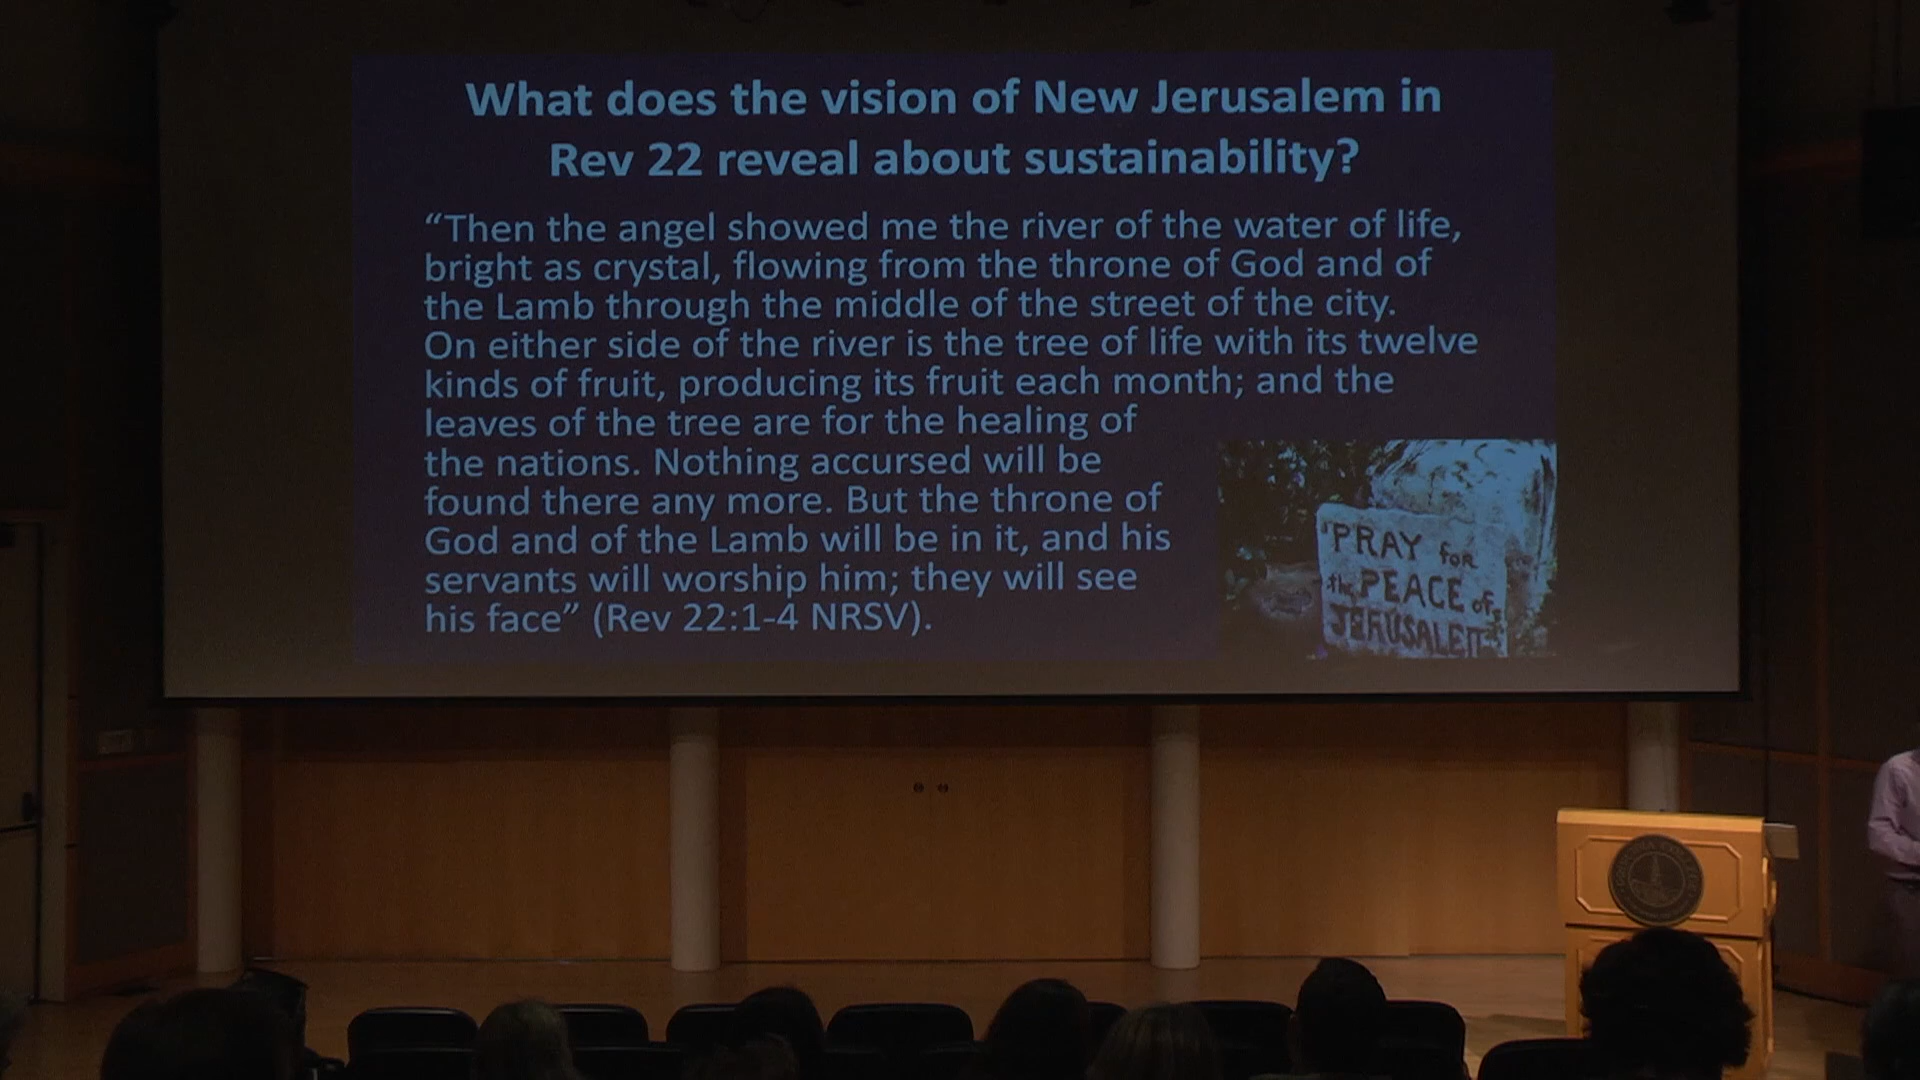 What does the vision of New Jerusalem in
Rev 22 reveal about sustainability?
“Then the angel showed me the river of the water of life,
bright as crystal, flowing from the throne of God and of
the Lamb through the middle of the street of the city.
On either side of the river is the tree of life with its twelve
kinds of fruit, producing its fruit each month; and the
leaves of the tree are for the healing of
the nations. Nothing accursed will be
found there any more. But the throne of
God and of the Lamb will be in it, and his
servants will worship him; they will see
his face” (Rev 22:1-4 NRSV).
PRAY for
the PEACE of
JERUSALEM